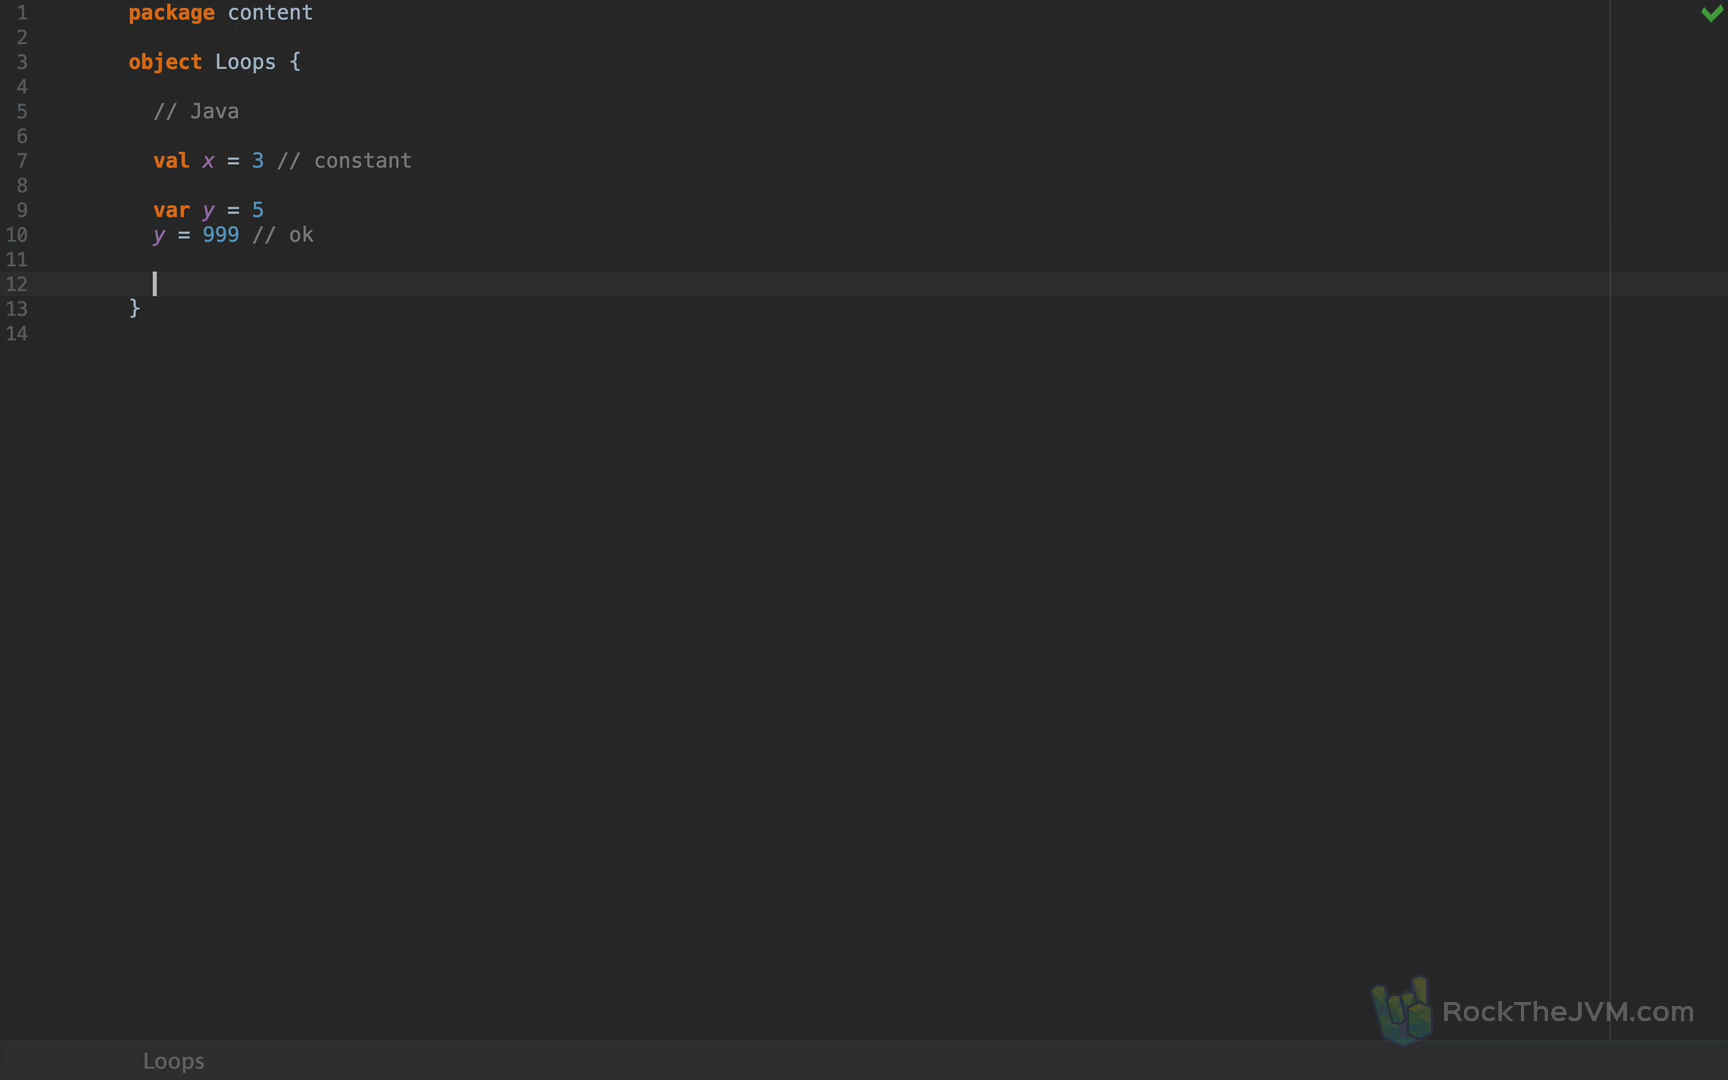 1 package content
2
3 object Loops {
4
5 // Java
6
7 val x = 3 // constant
8
9 var y = 5
10 y = 999 // ok
11
12
13 }
14
RockTheJVM.com
Loops